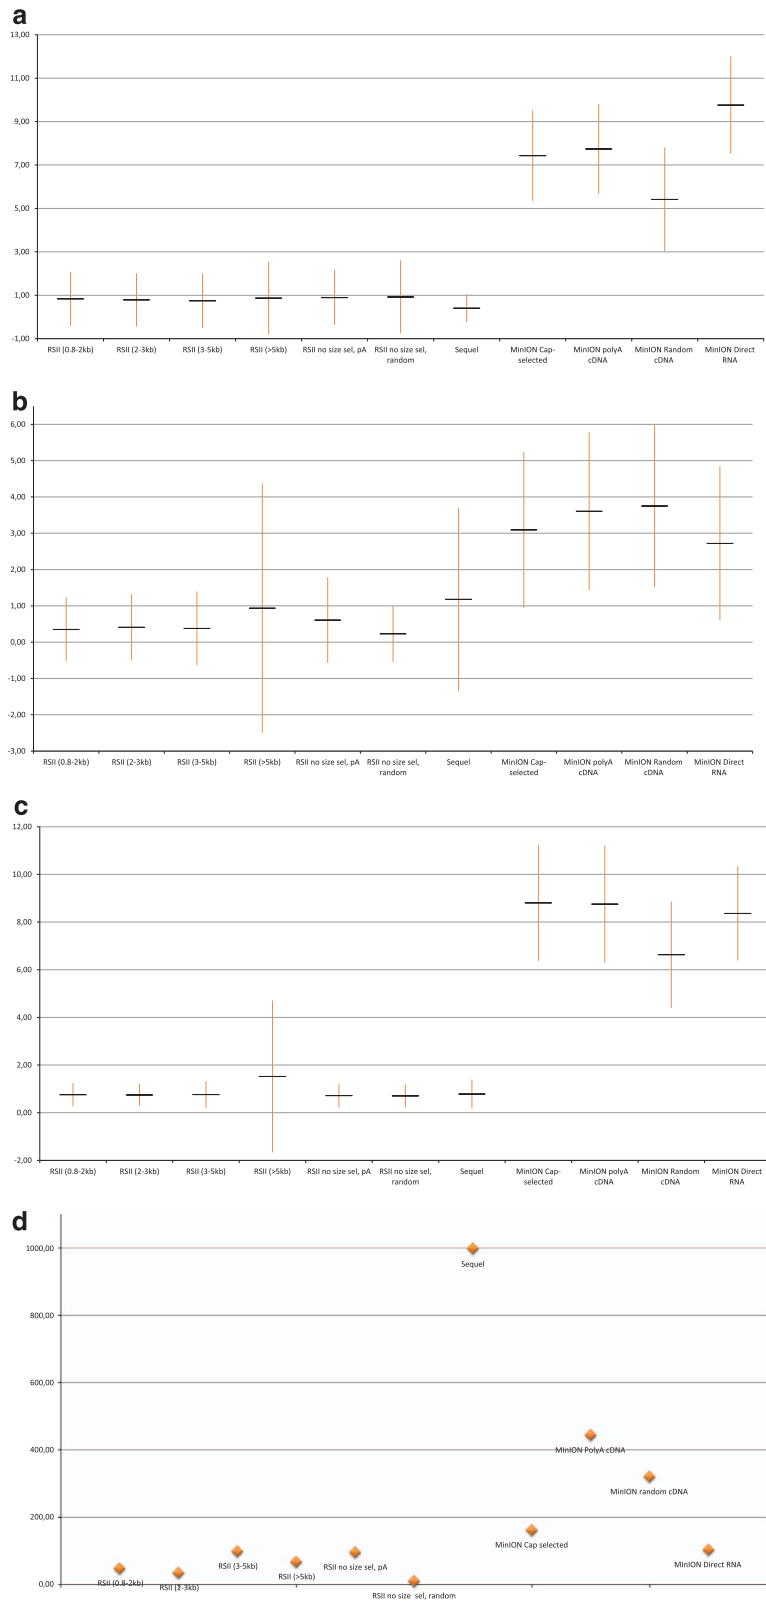 a
13,00
11,00
9,00
7,00
5,00
3,00
1,00
-1,00
RSII (0.8-2kb) RSII (2-3kb) RSII (3-5kb) RSII (>5kb) RSII no size sel, pA RSII no size sel, Sequel MinION Cap- MinION polyA MinION Random MinION Direct
random selected cDNA cDNA RNA
b
6,00
5,00
4,00
3,00
2,00
1,00
0,00
-1,00
-2,00
-3,00
RSII (0.8-2kb) RSII (2-3kb) RSII (3-5kb) RSII (>5kb) RSII no size sel, pA RSII no size sel, Sequel MinION Cap- MinION polyA MinION Random MinION Direct
random selected cDNA cDNA RNA
c
12,00
10,00
8,00
6,00
4,00
2,00
0,00
-2,00
RSII (0.8-2kb) RSII (2-3kb) RSII (3-5kb) RSII (>5kb) RSII no size sel, pA RSII no size sel, Sequel MinION Cap- MinION polyA MinION Random MinION Direct
random selected cDNA cDNA RNA
d
1000,00
Sequel
800,00
600,00
400,00
MInION PolyA cDNA
MinION random cDNA
200,00
MinION Cap selected
RSII (3-5kb) RSII no size sel, pA MInION Direct RNA
RSII (>5kb)
0,00
RSII (0.8-2kb) RSII (2-3kb)
RSII no size sel, random